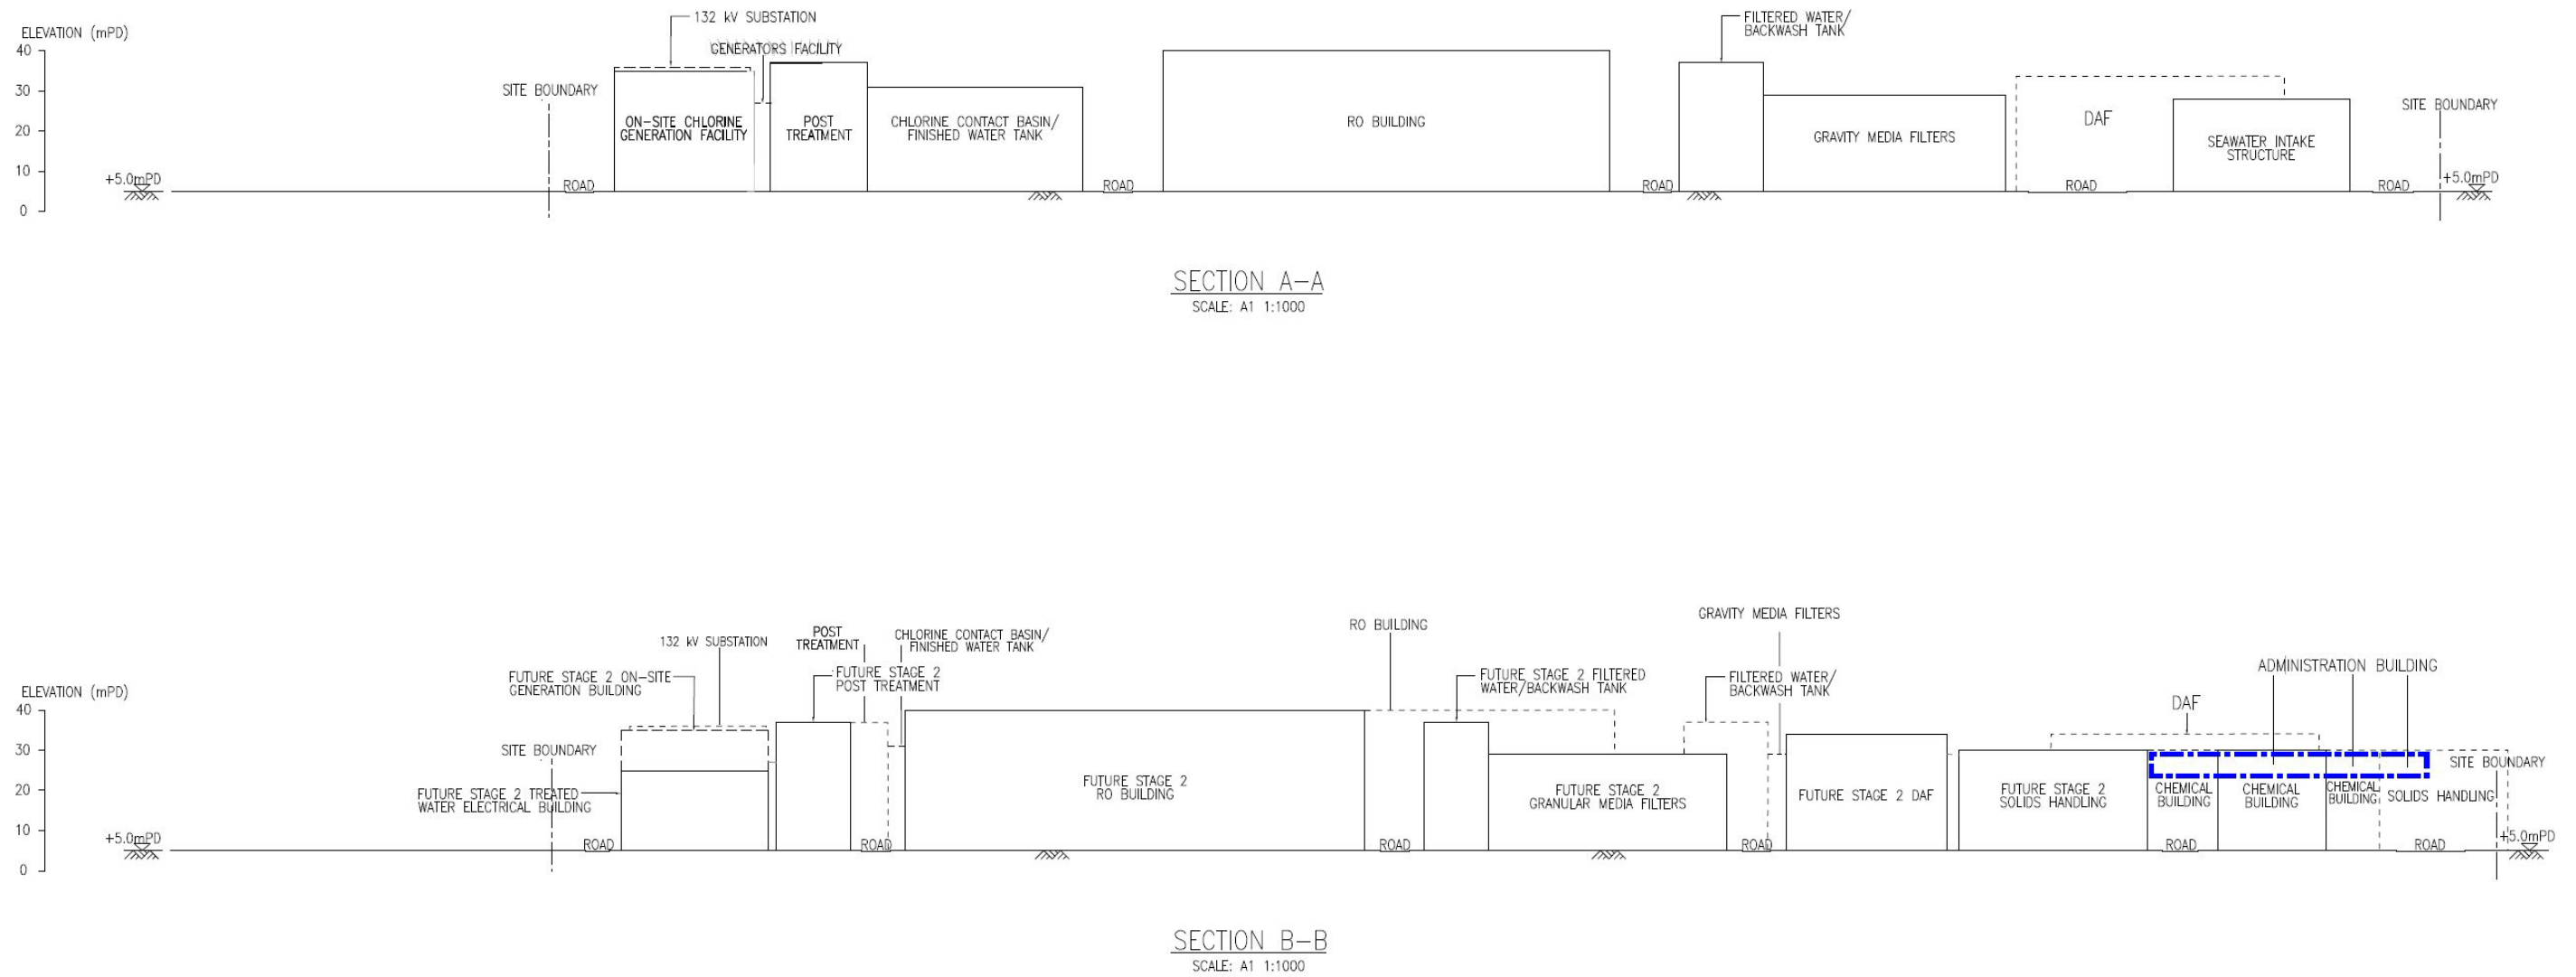 132 kV SUBSTATION
FILTERED WATER/
BACKWASH TANK
ELEVATION (mPD)
GENERATORS FACILITY
40
30
20
10
0
SITE BOUNDARY
ON-SITE CHLORINE
GENERATION FACILITY
POST
TREATMENT
CHLORINE CONTACT BASIN/
FINISHED WATER TANK
RO BUILDING
GRAVITY MEDIA FILTERS
DAF
SEAWATER INTAKE
STRUCTURE
SITE BOUNDARY
+5.0mPD
ROAD
ROAD
ROAD
ROAD
ROAD
+5.0mPD
SECTION A-A
SCALE: A1 1:1000
GRAVITY MEDIA FILTERS
RO BUILDING
132 kV SUBSTATION
POST
TREATMENT
CHLORINE CONTACT BASIN/
FINISHED WATER TANK
ADMINISTRATION BUILDING
FUTURE STAGE 2 ON-SITE
GENERATION BUILDING
FUTURE STAGE 2
POST TREATMENT
FUTURE STAGE 2 FILTERED
WATER/BACKWASH TANK
FILTERED WATER/
BACKWASH TANK
DAF
ELEVATION (mPD)
40
30
20
10
0
SITE BOUNDARY
SITE BOUNDARY
FUTURE STAGE 2 TREATED
WATER ELECTRICAL BUILDING
FUTURE STAGE 2
RO BUILDING
FUTURE STAGE 2
GRANULAR MEDIA FILTERS
FUTURE STAGE 2 DAF
FUTURE STAGE 2
SOLIDS HANDLING
CHEMICAL
BUILDING
CHEMICAL
BUILDING
CHEMICAL
BUILDING
SOLIDS HANDLING
+5.0mPD
ROAD
ROAD
ROAD
ROAD
ROAD
ROAD
+5.0mPD
SECTION B-B
SCALE: A1 1:1000